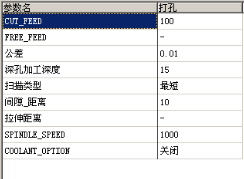 参数名 打孔
CUT_FEED 100
FREE_FEED -
公差 0.01
深孔加工深度 15
扫描类型 最短
间隙_距离 10
拉伸距离 -
SPINDLE_SPEED 1000
COOLANT_OPTION 关闭